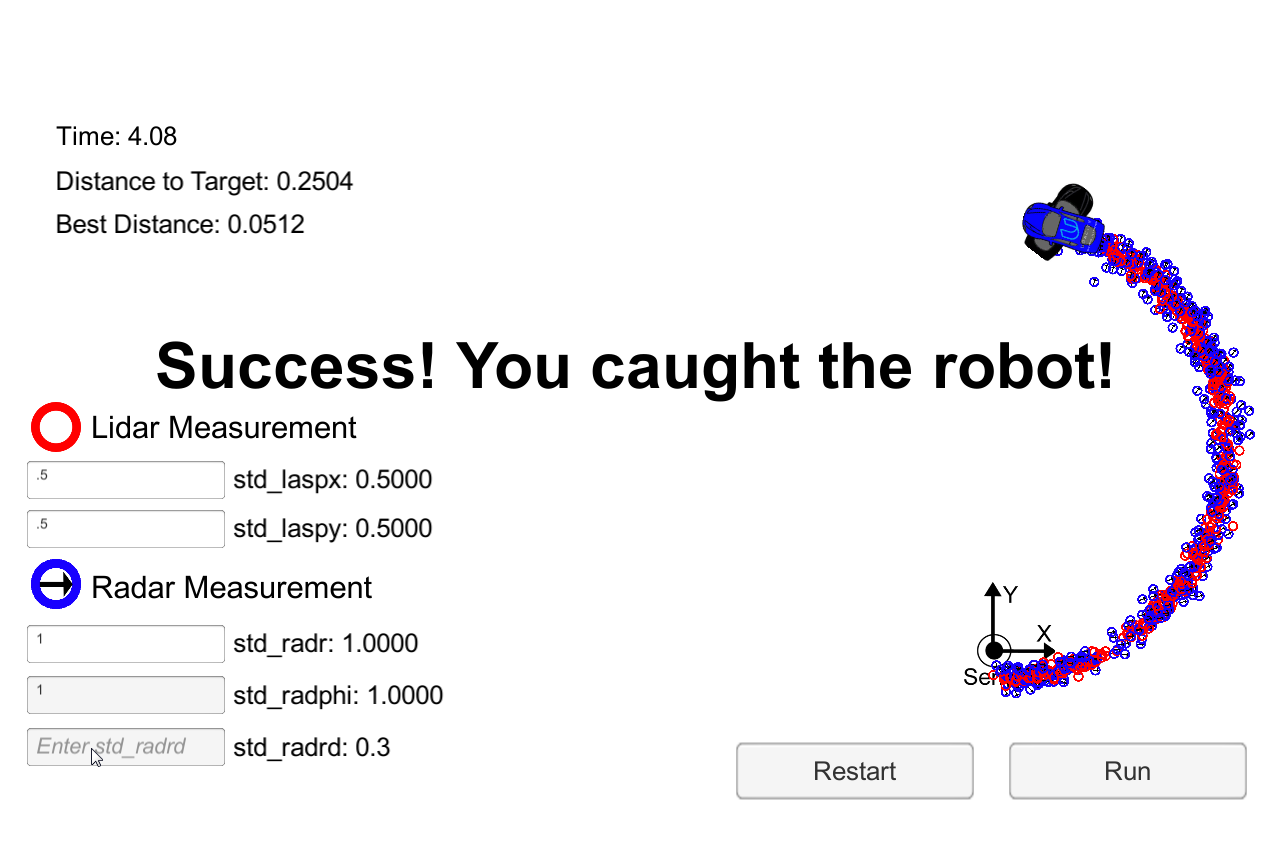 Time: 4.08
Distance to Target: 0.2504
Best Distance: 0.0512
Success! You caught the robot!
Lidar Measurement
.5 std_laspx: 0.5000
.5 std_laspy: 0.5000
Radar Measurement
1 std_radr: 1.0000
1 std_radphi: 1.0000
Enter std_radrd std_radrd: 0.3
Y
X
Restart Run